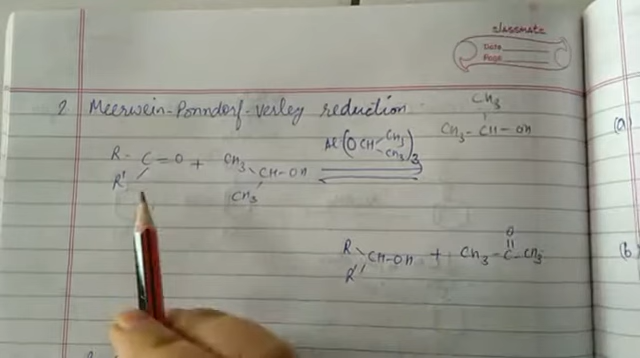 classmate
Date
Page
2. Meerwein-Ponndorf-Verley reduction
CH3
CH3-CH-OH
R-
R'
C=O + CH3
CH3
CH-OH
Al(OCH
CH3
CH3)3
R
R'
CH-OH + CH3-C-CH3
O
(a)
(b)